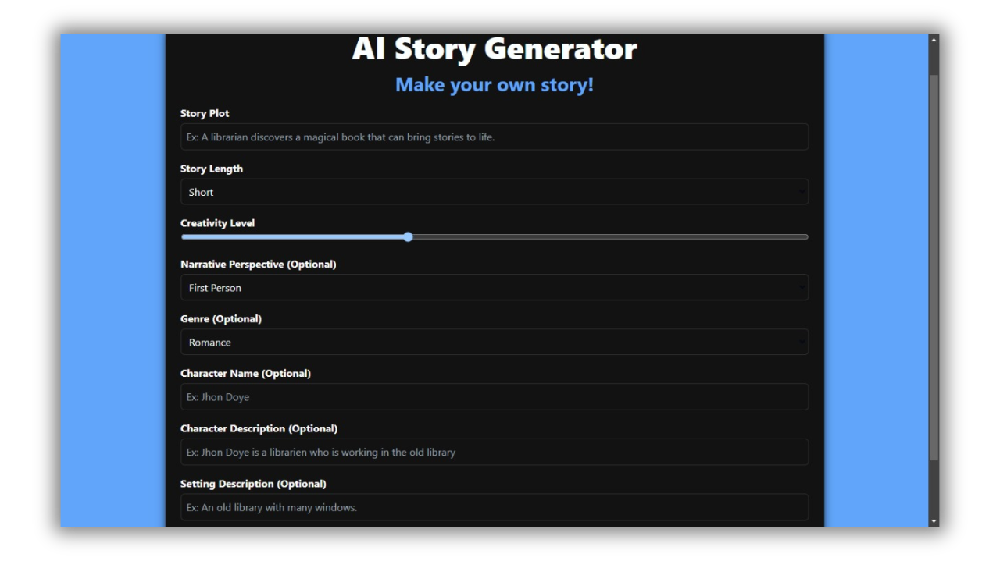 AI Story Generator
Make your own story!
Story Plot
Ex: A librarian discovers a magical book that can bring stories to life.
Story Length
Short
Creativity Level
Narrative Perspective (Optional)
First Person
Genre (Optional)
Romance
Character Name (Optional)
Ex: Jhon Doye
Character Description (Optional)
Ex: Jhon Doye is a librarien who is working in the old library
Setting Description (Optional)
Ex: An old library with many windows.